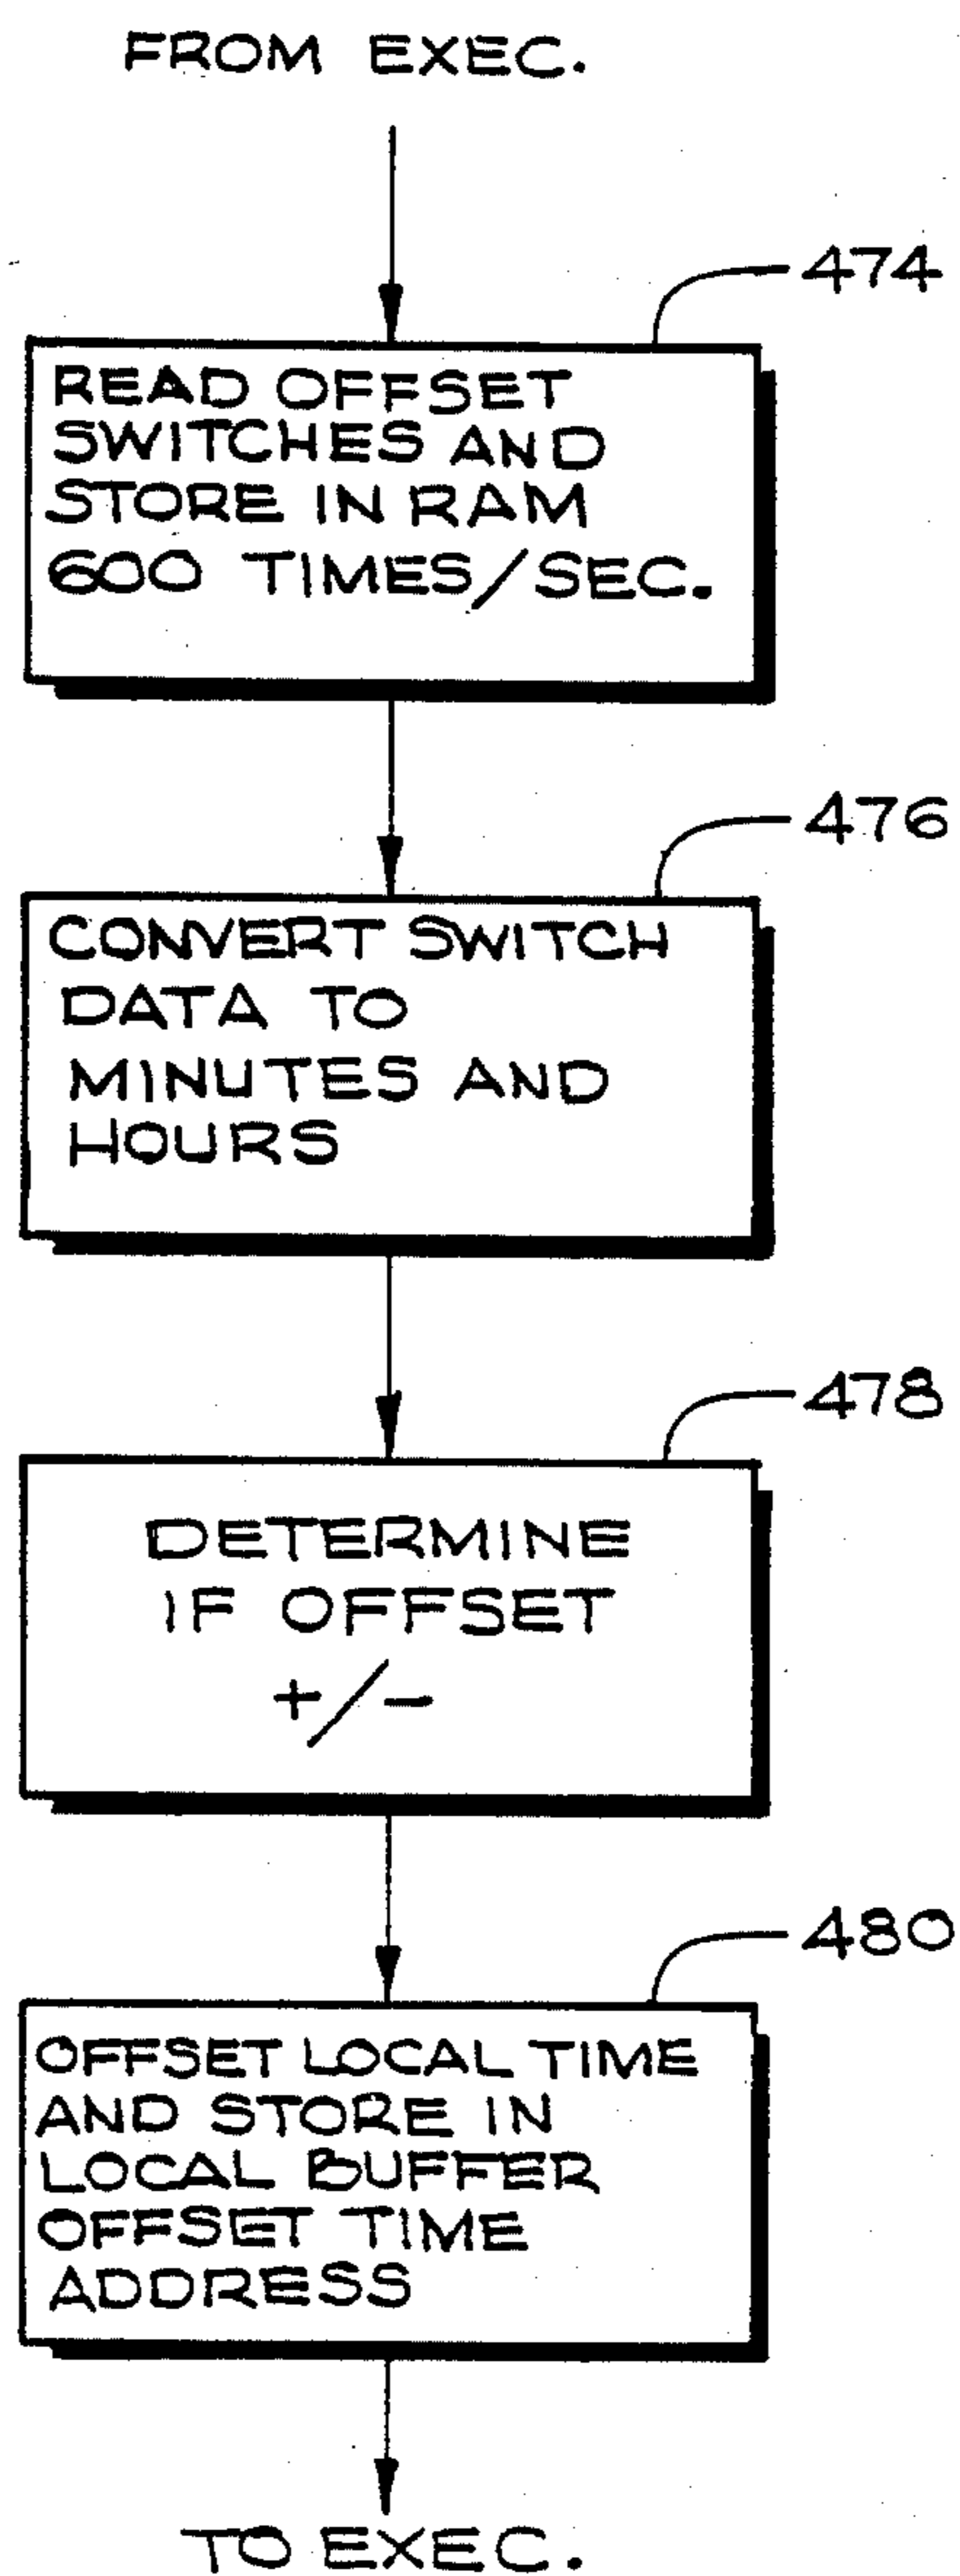 FROM EXEC.
474
READ OFFSET
SWITCHES AND
STORE IN RAM
600 TIMES/SEC.
476
CONVERT SWITCH
DATA TO
MINUTES AND
HOURS
478
DETERMINE
IF OFFSET
+/-
480
OFFSET LOCAL TIME
AND STORE IN
LOCAL BUFFER
OFFSET TIME
ADDRESS
TO EXEC.